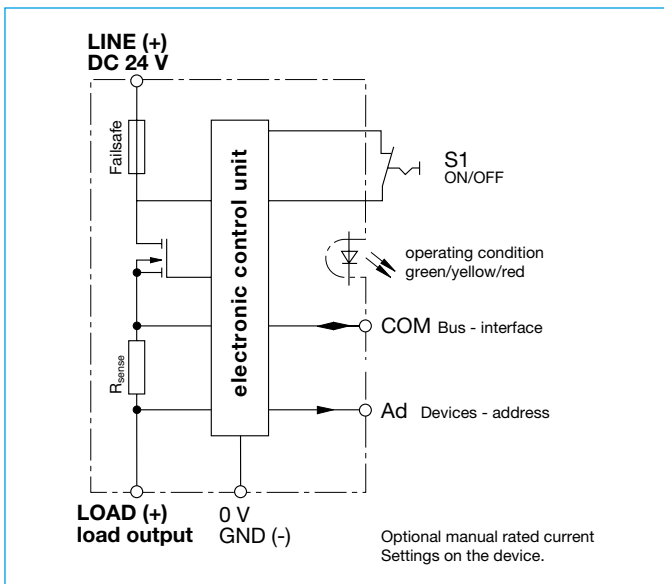 LINE (+)
DC 24 V
Failsafe
electronic control unit
S1
ON/OFF
operating condition
green/yellow/red
COM Bus - interface
Rsense
Ad Devices - address
LOAD (+)
load output
0 V
GND (-)
Optional manual rated current
Settings on the device.